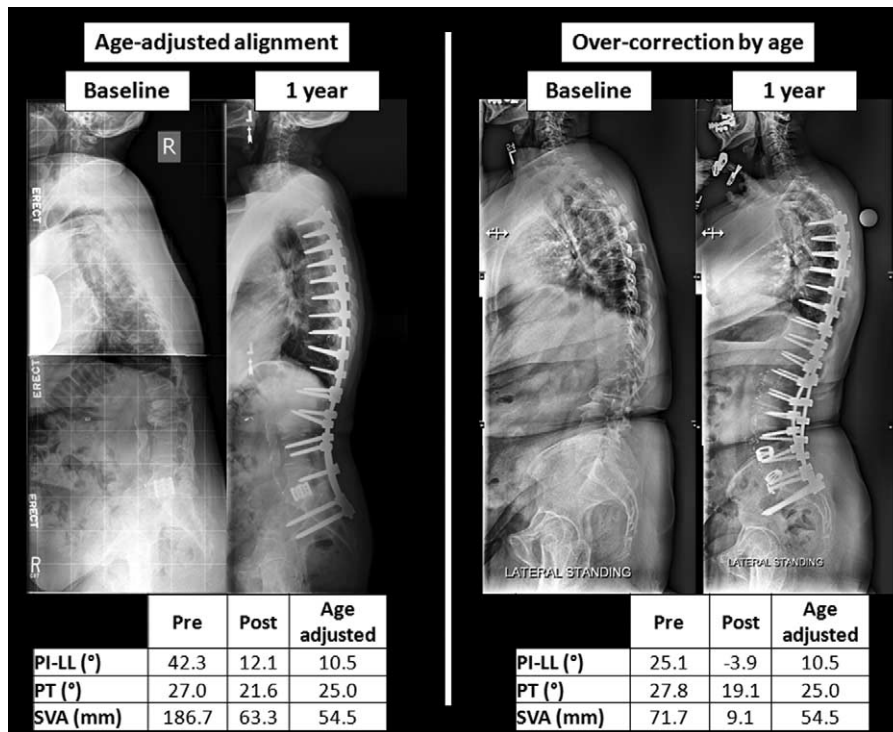 Age-adjusted alignment
Baseline
1 year
R
ERECT
ERECT
ERECT
R
Pre Post Age adjusted
PI-LL (°) 42.3 12.1 10.5
PT (°) 27.0 21.6 25.0
SVA (mm) 186.7 63.3 54.5
Over-correction by age
Baseline
1 year
LATERAL STANDING
LATERAL STANDING
Pre Post Age adjusted
PI-LL (°) 25.1 -3.9 10.5
PT (°) 27.8 19.1 25.0
SVA (mm) 71.7 9.1 54.5